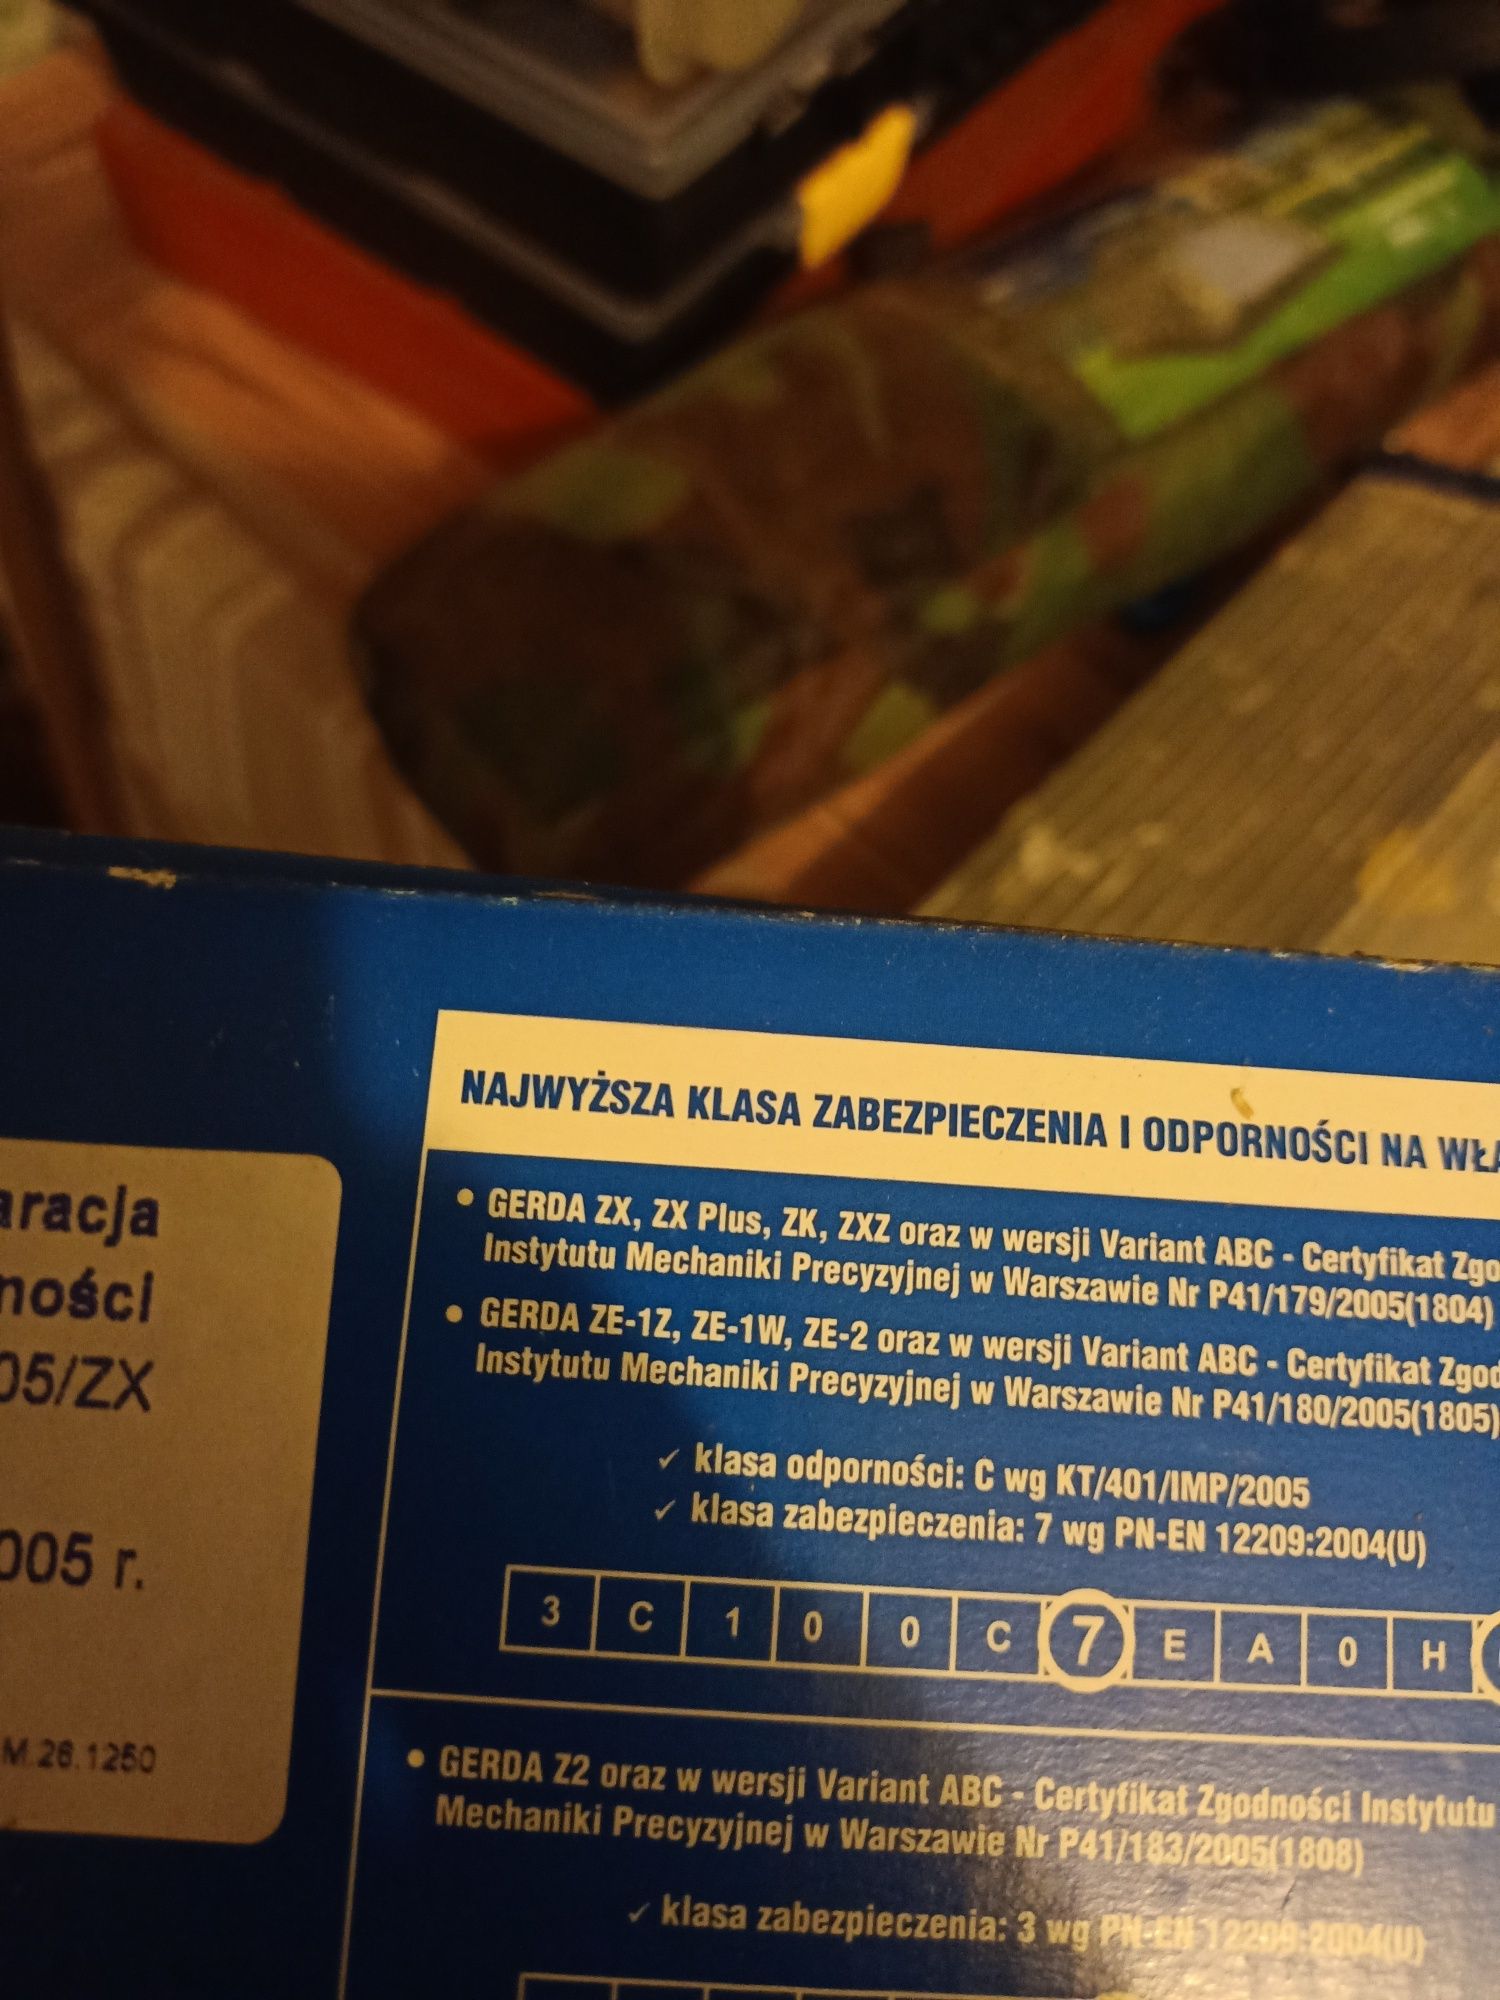 NAJWYŻSZA KLASA ZABEZPIECZENIA I ODPORNOŚCI NA
• GERDA ZX, ZX Plus, ZK, ZXZ oraz w wersji Variant ABC - Certyfikat
Instytutu Mechaniki Precyzyjnej w Warszawie Nr P41/179/2005(1804)
• GERDA ZE-1Z, ZE-1W, ZE-2 oraz w wersji Variant ABC - Certyfikat
Instytutu Mechaniki Precyzyjnej w Warszawie Nr P41/180/2005(1805)
✓ klasa odporności: C wg KT/401/IMP/2005
✓ klasa zabezpieczenia: 7 wg PN-EN 12209:2004(U)
3 C 1 0 0 C 7 E A 0 H
• GERDA Z2 oraz w wersji Variant ABC - Certyfikat Zgodności Instytutu
Mechaniki Precyzyjnej w Warszawie Nr P41/183/2005(1808)
✓ klasa zabezpieczenia: 3 wg PN-EN 12209:2004(U)
aracja
ności
05/ZX
005 r.
M.26.1250